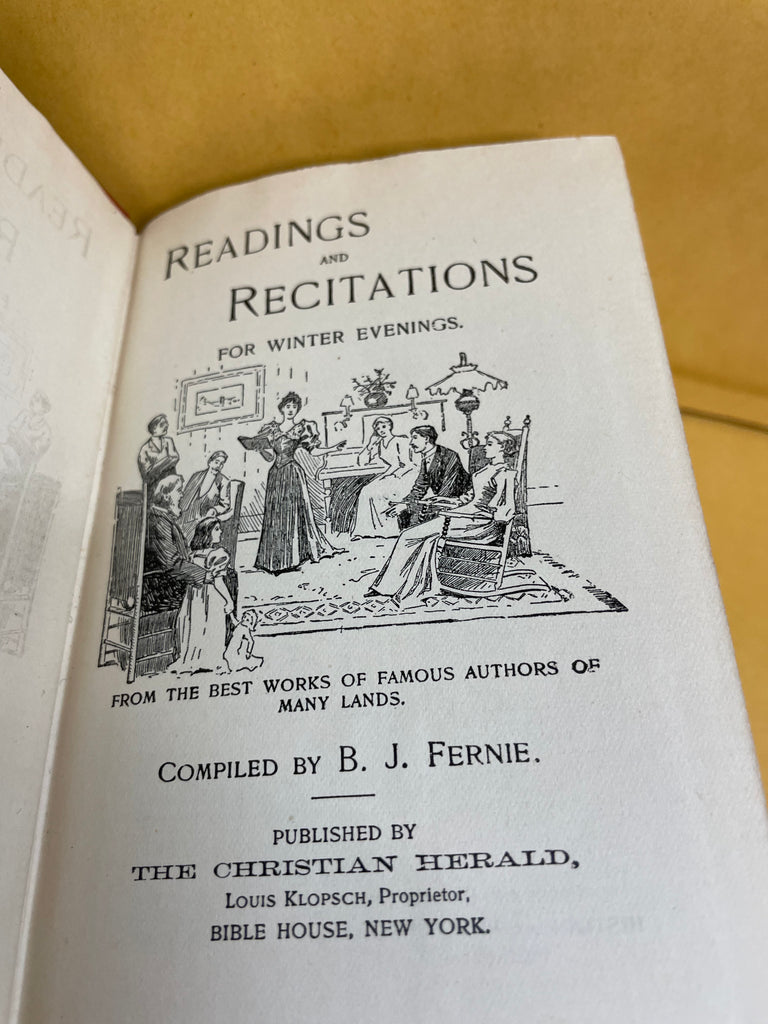 READINGS
AND
RECITATIONS
FOR WINTER EVENINGS.
FROM THE BEST WORKS OF FAMOUS AUTHORS OF
MANY LANDS.
COMPILED BY B. J. FERNIE.
PUBLISHED BY
THE CHRISTIAN HERALD,
LOUIS KLOPSCH, Proprietor,
BIBLE HOUSE, NEW YORK.